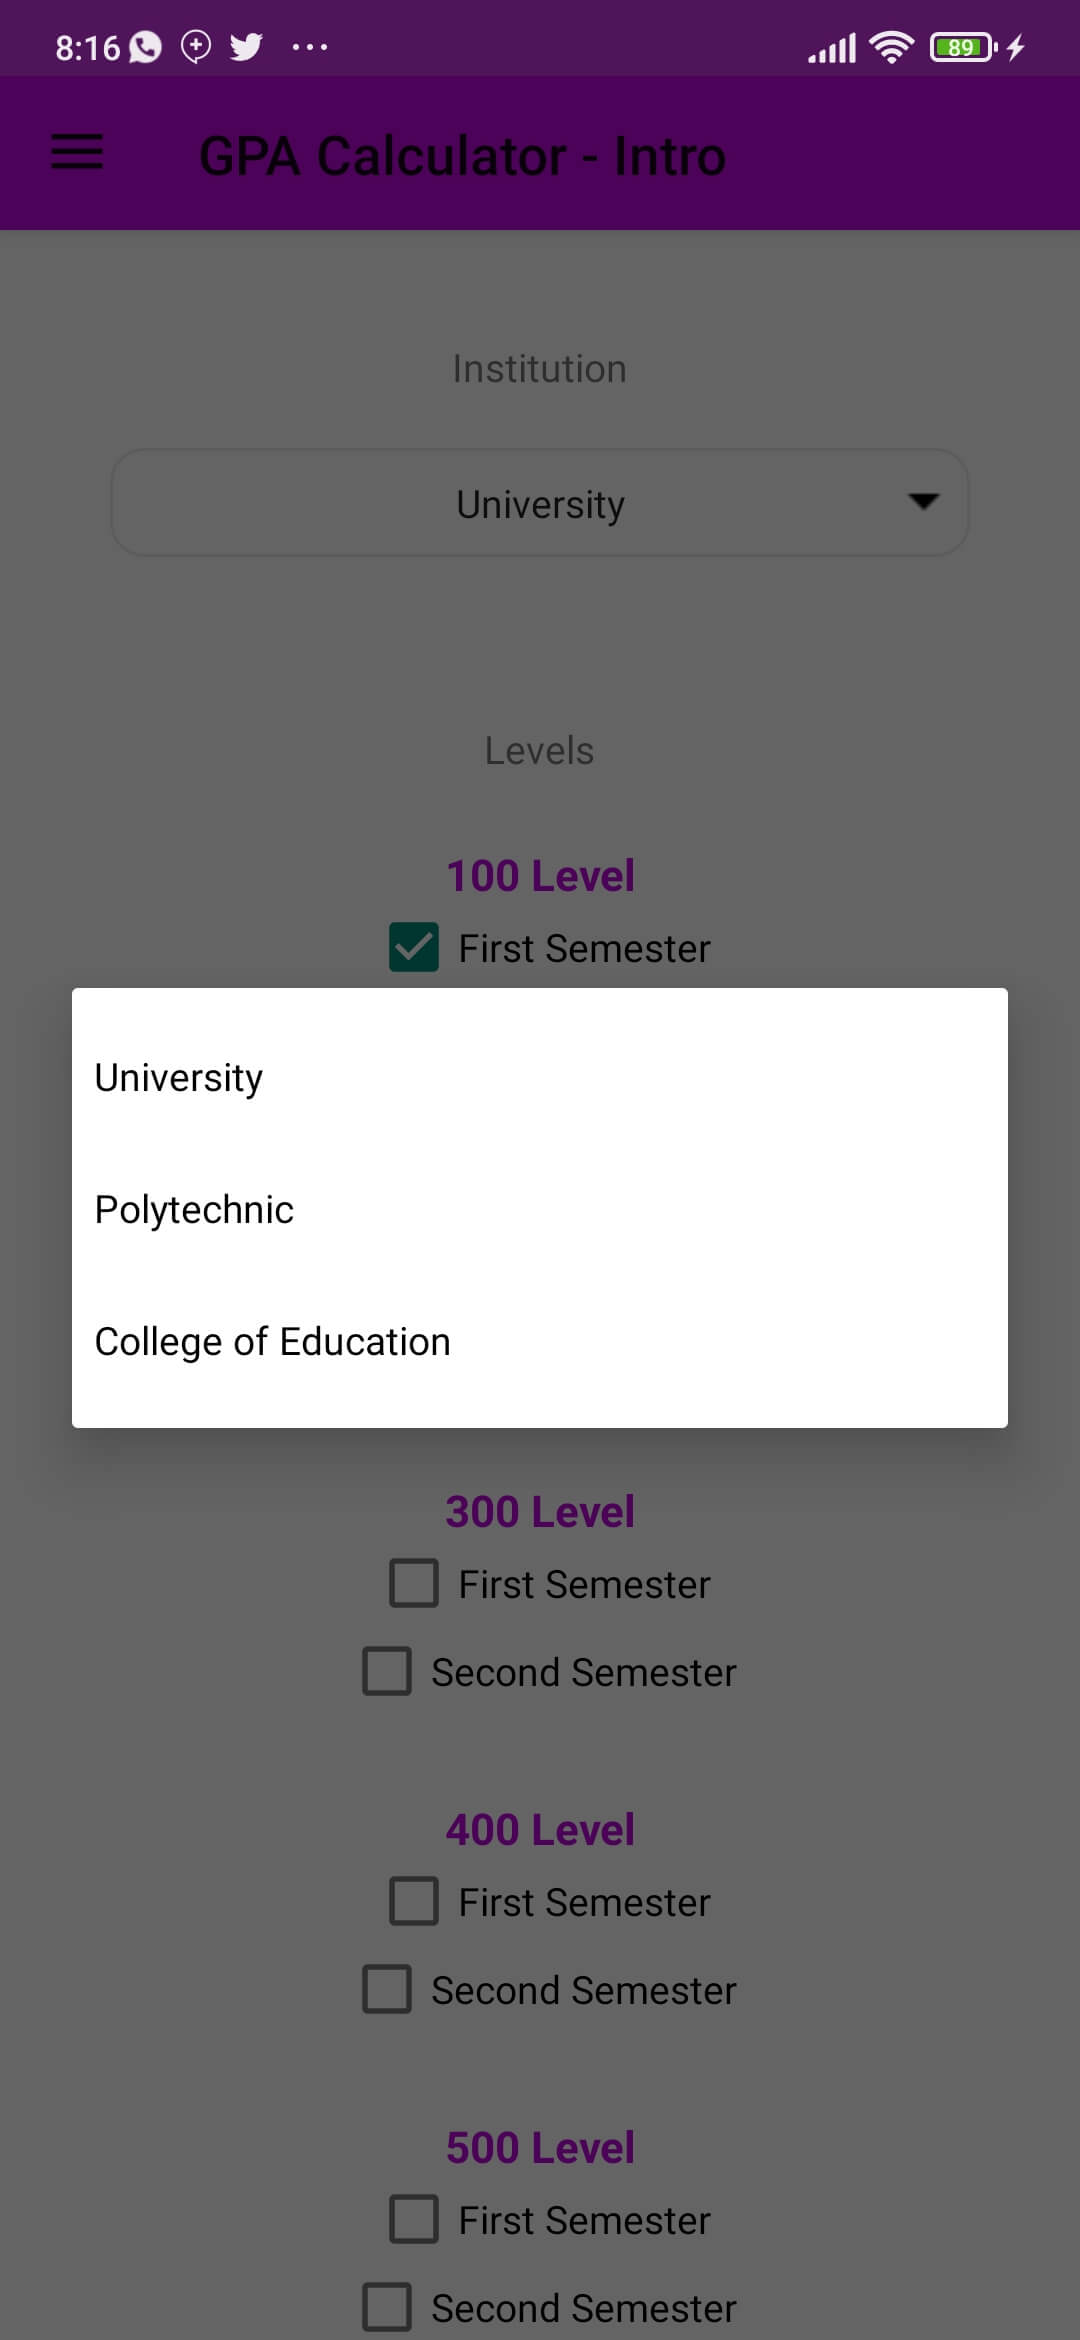 8:16
89
GPA Calculator - Intro
Institution
University
Levels
100 Level
First Semester
University
Polytechnic
College of Education
300 Level
First Semester
Second Semester
400 Level
First Semester
Second Semester
500 Level
First Semester
Second Semester